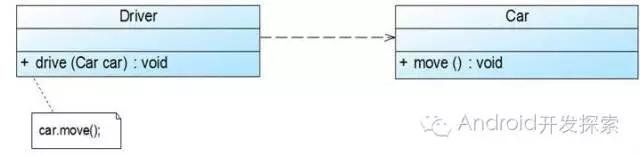 Driver
+ drive (Car car) : void
car.move();
Car
+ move () : void
Android开发探索